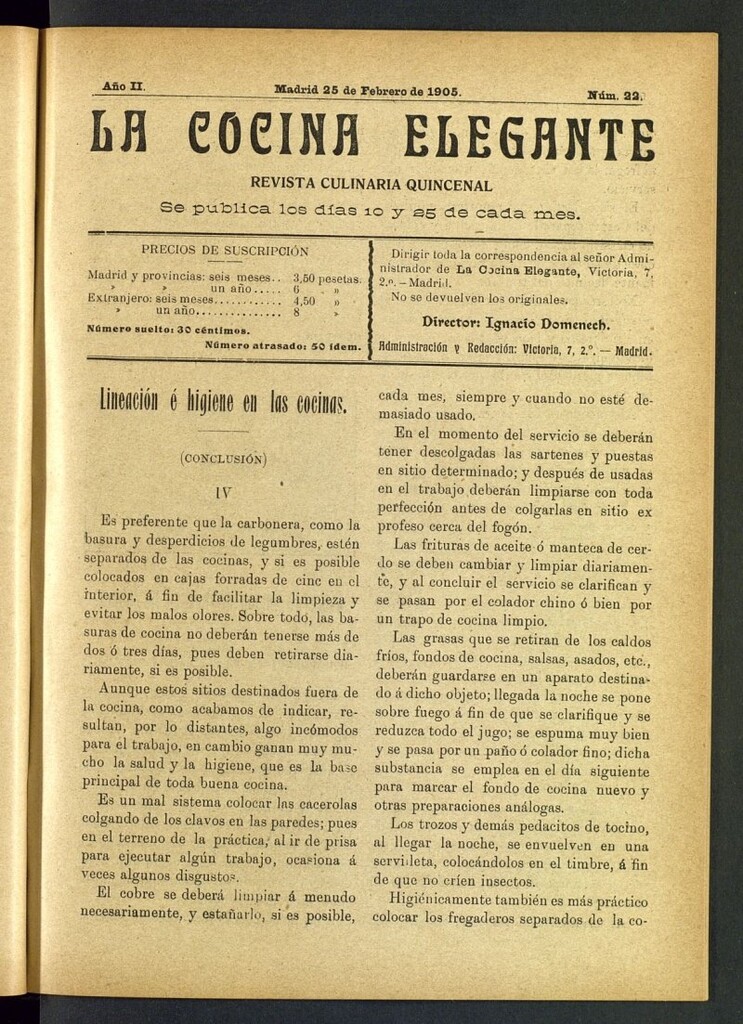 Año II.
Madrid 25 de Febrero de 1905.
Núm. 22.
LA COCINA ELEGANTE
REVISTA CULINARIA QUINCENAL
Se publica los días 10 y 25 de cada mes.
PRECIOS DE SUSCRIPCIÓN
Madrid y provincias: seis meses.. 3,50 pesetas.
» » un año..... 6 »
Extranjero: seis meses............ 4,50 »
» un año............... 8 »
Número suelto: 30 céntimos.
Número atrasado: 50 idem.
Dirigir toda la correspondencia al señor Admi-
nistrador de La Cocina Elegante, Victoria, 7,
2.º – Madrid.
No se devuelven los originales.
Director: Ignacio Domenech.
Administración y Redacción: Victoria, 7, 2.º. — Madrid.
Lineación é higiene en las cocinas.
(CONCLUSIÓN)
IV
Es preferente que la carbonera, como la
basura y desperdicios de legumbres, estén
separados de las cocinas, y si es posible
colocados en cajas forradas de cinc en el
interior, á fin de facilitar la limpieza y
evitar los malos olores. Sobre todo, las ba-
suras de cocina no deberán tenerse más de
dos ó tres días, pues deben retirarse dia-
riamente, si es posible.
Aunque estos sitios destinados fuera de
la cocina, como acabamos de indicar, re-
sultan, por lo distantes, algo incómodos
para el trabajo, en cambio ganan muy mu-
cho la salud y la higiene, que es la base
principal de toda buena cocina.
Es un mal sistema colocar las cacerolas
colgando de los clavos en las paredes; pues
en el terreno de la práctica, al ir de prisa
para ejecutar algún trabajo, ocasiona á
veces algunos disgustos.
El cobre se deberá limpiar á menudo
necesariamente, y estañarlo, si es posible,
cada mes, siempre y cuando no esté de-
masiado usado.
En el momento del servicio se deberán
tener descolgadas las sartenes y puestas
en sitio determinado; y después de usadas
en el trabajo deberán limpiarse con toda
perfección antes de colgarlas en sitio ex
profeso cerca del fogón.
Las frituras de aceite ó manteca de cer-
do se deben cambiar y limpiar diariamen-
te, y al concluir el servicio se clarifican y
se pasan por el colador chino ó bien por
un trapo de cocina limpio.
Las grasas que se retiran de los caldos
fríos, fondos de cocina, salsas, asados, etc.,
deberán guardarse en un aparato destina-
do á dicho objeto; llegada la noche se pone
sobre fuego á fin de que se clarifique y se
reduzca todo el jugo; se espuma muy bien
y se pasa por un paño ó colador fino; dicha
substancia se emplea en el día siguiente
para marcar el fondo de cocina nuevo y
otras preparaciones análogas.
Los trozos y demás pedacitos de tocino,
al llegar la noche, se envuelven en una
servilleta, colocándolos en el timbre, á fin
de que no críen insectos.
Higiénicamente también es más práctico
colocar los fregaderos separados de la co-